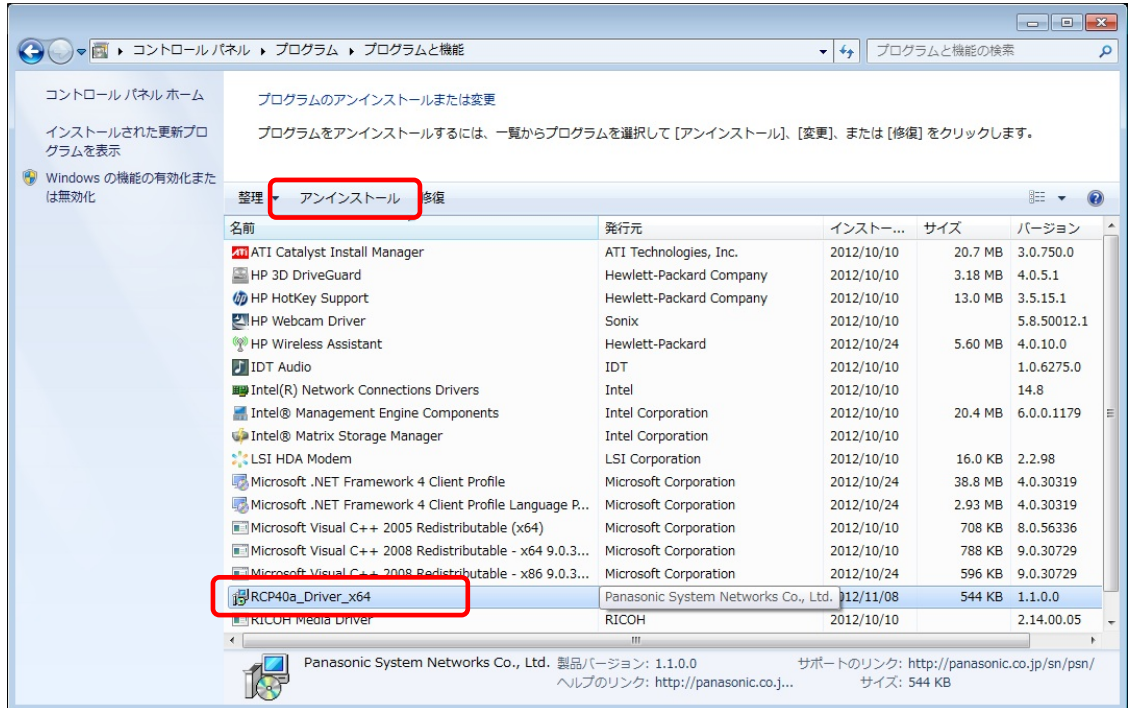 コントロール パネル ▸ プログラム ▸ プログラムと機能
プログラムと機能の検索
コントロール パネル ホーム
インストールされた更新プロ
グラムを表示
Windows の機能の有効化また
は無効化
プログラムのアンインストールまたは変更
プログラムをアンインストールするには、一覧からプログラムを選択して [アンインストール]、[変更]、または [修復] をクリックします。
整理 アンインストール 修復
名前 発行元 インストー... サイズ バージョン
ATI Catalyst Install Manager ATI Technologies, Inc. 2012/10/10 20.7 MB 3.0.750.0
HP 3D DriveGuard Hewlett-Packard Company 2012/10/10 3.18 MB 4.0.5.1
HP HotKey Support Hewlett-Packard Company 2012/10/10 13.0 MB 3.5.15.1
HP Webcam Driver Sonix 2012/10/10 5.8.50012.1
HP Wireless Assistant Hewlett-Packard 2012/10/24 5.60 MB 4.0.10.0
IDT Audio IDT 2012/10/10 1.0.6275.0
Intel(R) Network Connections Drivers Intel 2012/10/10 14.8
Intel® Management Engine Components Intel Corporation 2012/10/10 20.4 MB 6.0.0.1179
Intel® Matrix Storage Manager Intel Corporation 2012/10/10
LSI HDA Modem LSI Corporation 2012/10/10 16.0 KB 2.2.98
Microsoft .NET Framework 4 Client Profile Microsoft Corporation 2012/10/24 38.8 MB 4.0.30319
Microsoft .NET Framework 4 Client Profile Language P... Microsoft Corporation 2012/10/24 2.93 MB 4.0.30319
Microsoft Visual C++ 2005 Redistributable (x64) Microsoft Corporation 2012/10/10 708 KB 8.0.56336
Microsoft Visual C++ 2008 Redistributable - x64 9.0.3... Microsoft Corporation 2012/10/10 788 KB 9.0.30729
Microsoft Visual C++ 2008 Redistributable - x86 9.0.3... Microsoft Corporation 2012/10/24 596 KB 9.0.30729
RCP40a_Driver_x64 Panasonic System Networks Co., Ltd. 012/11/08 544 KB 1.1.0.0
RICOH Media Driver RICOH 2012/10/10 2.14.00.05
Panasonic System Networks Co., Ltd. 製品バージョン: 1.1.0.0 サポートのリンク: http://panasonic.co.jp/sn/psn/
ヘルプのリンク: http://panasonic.co.j... サイズ: 544 KB